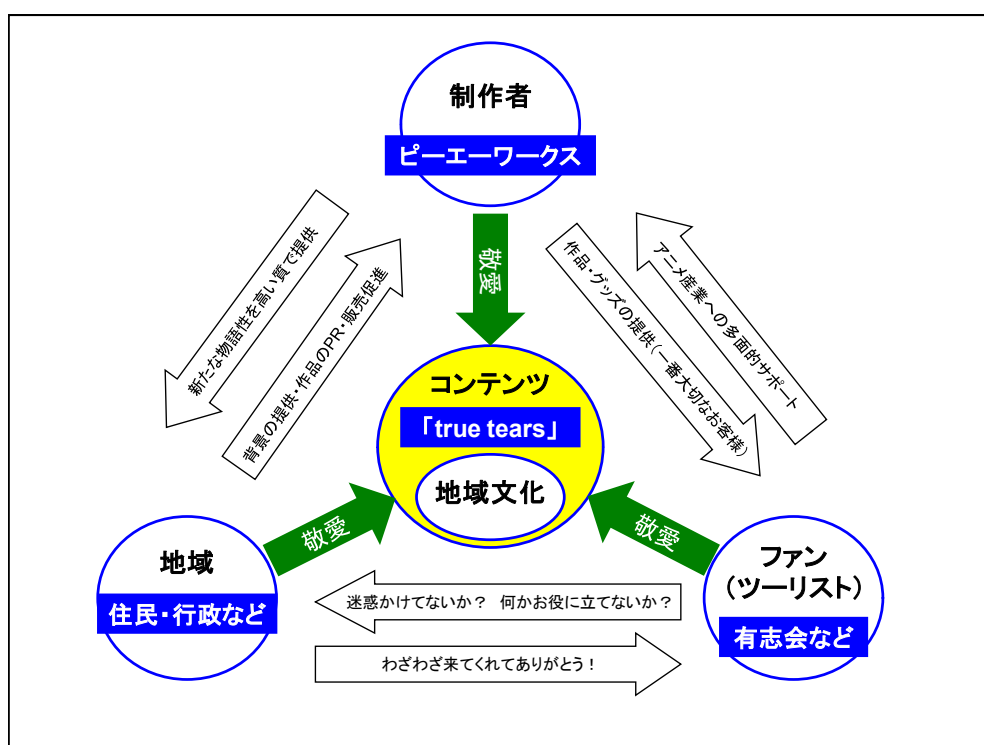 制作者
ピーエーワークス
敬愛
新たな物語性を高い質で提供
背景の提供・作品のPR・販売促進
作品・グッズの提供(一番大切なお客様)
アニメ産業への多面的サポート
コンテンツ
「true tears」
地域文化
敬愛
敬愛
地域
住民・行政など
ファン
(ツーリスト)
有志会など
迷惑かけてないか? 何かお役に立てないか?
わざわざ来てくれてありがとう!